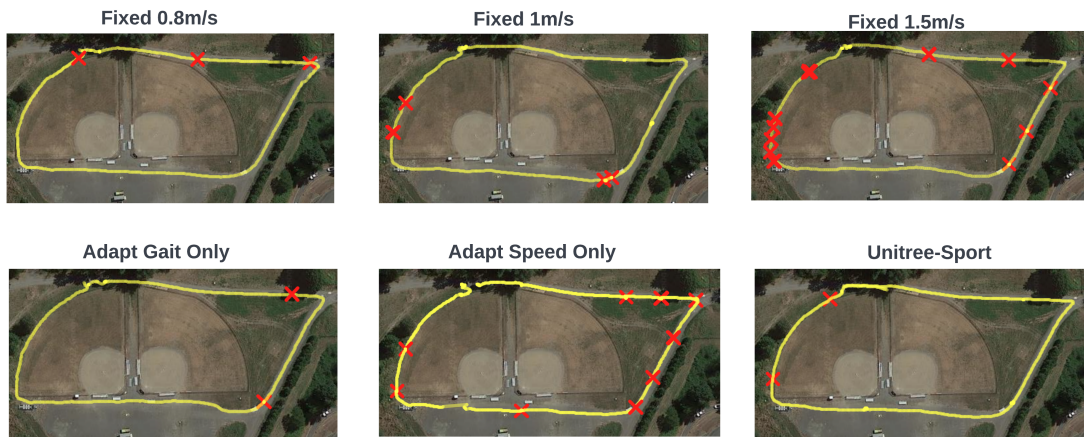 Fixed 0.8m/s
Fixed 1m/s
Fixed 1.5m/s
Adapt Gait Only
Adapt Speed Only
Unitree-Sport